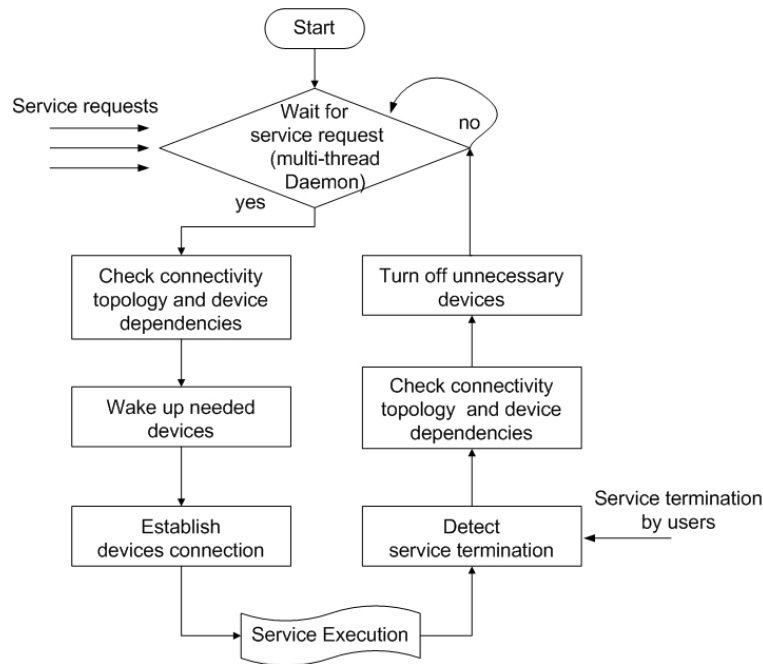 Start
Service requests
Wait for
service request
(multi-thread
Daemon)
no
yes
Check connectivity
topology and device
dependencies
Wake up needed
devices
Establish
devices connection
Service Execution
Turn off unnecessary
devices
Check connectivity
topology and device
dependencies
Detect
service termination
Service termination
by users